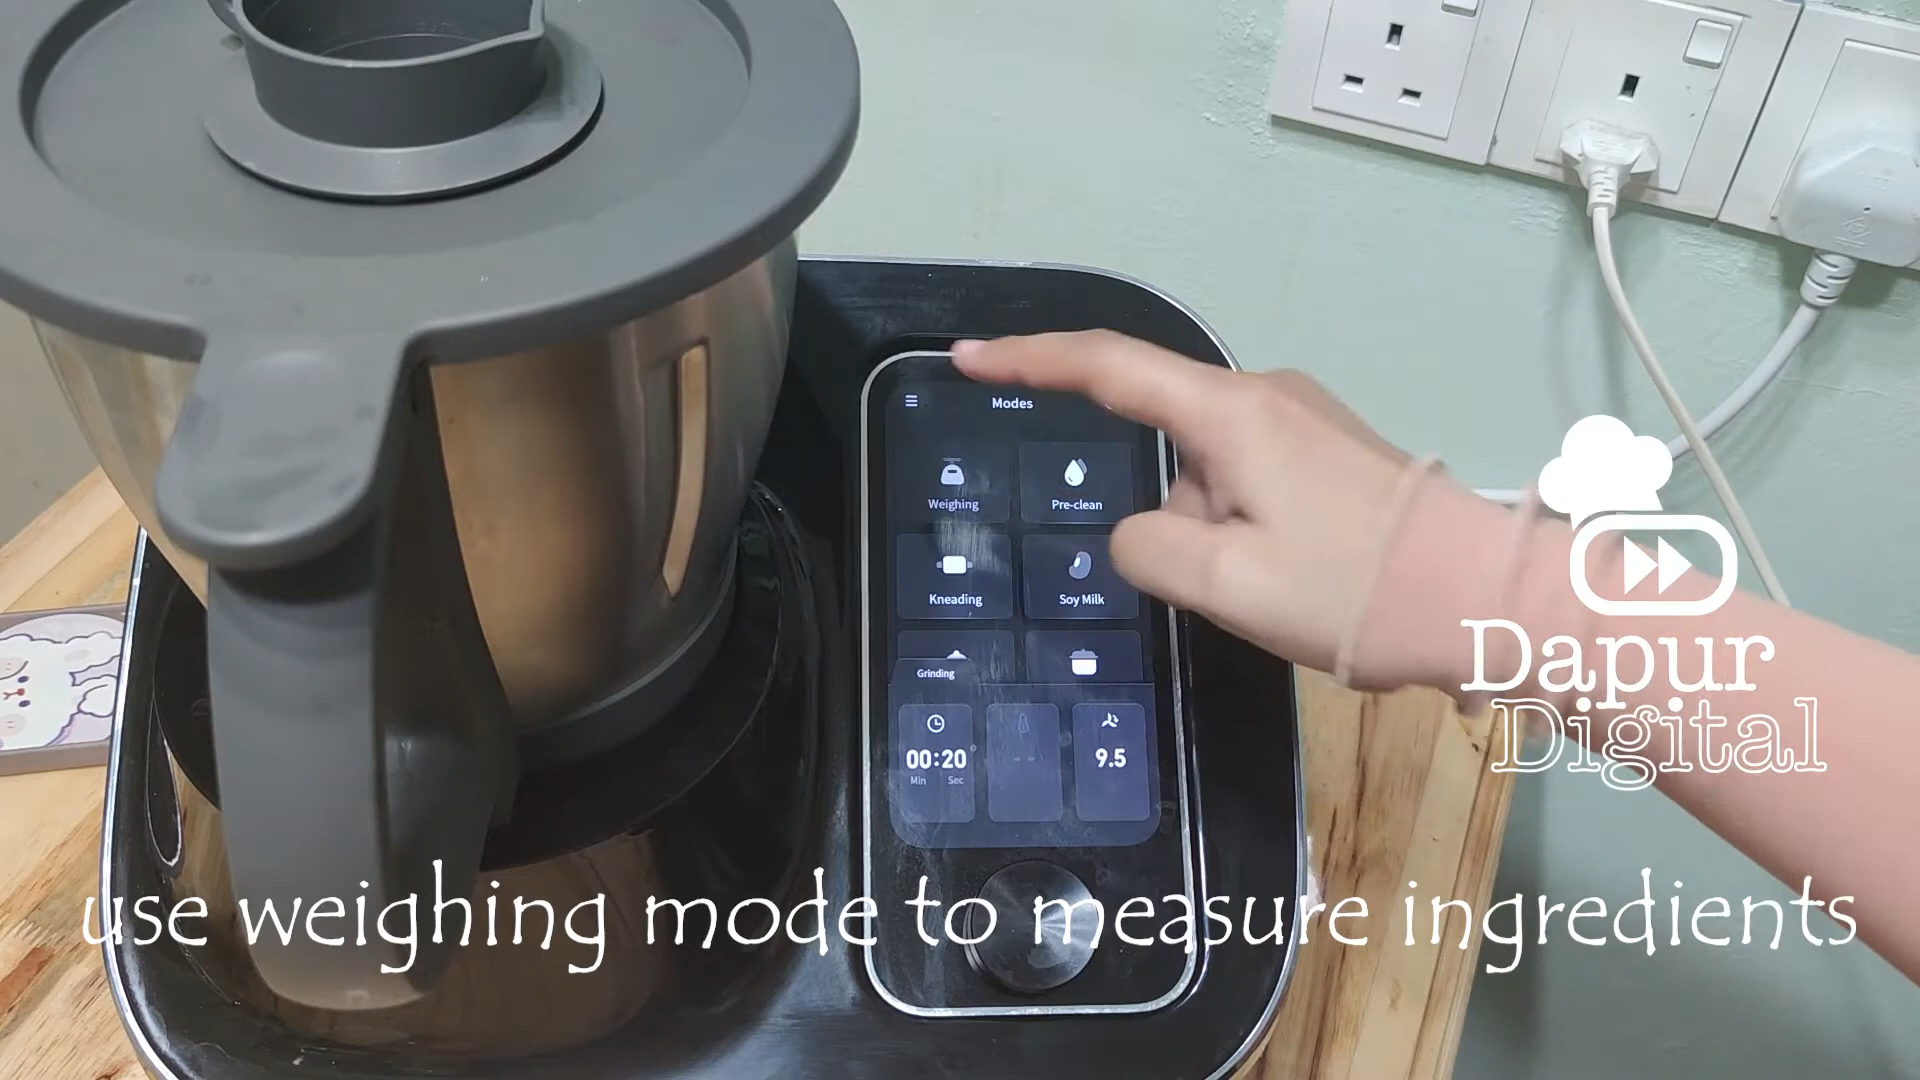 Modes
Weighing
Pre-clean
Kneading
Soy Milk
Grinding
00:20
Min Sec
- -
9.5
Dapur
Digital
use weighing mode to measure ingredients